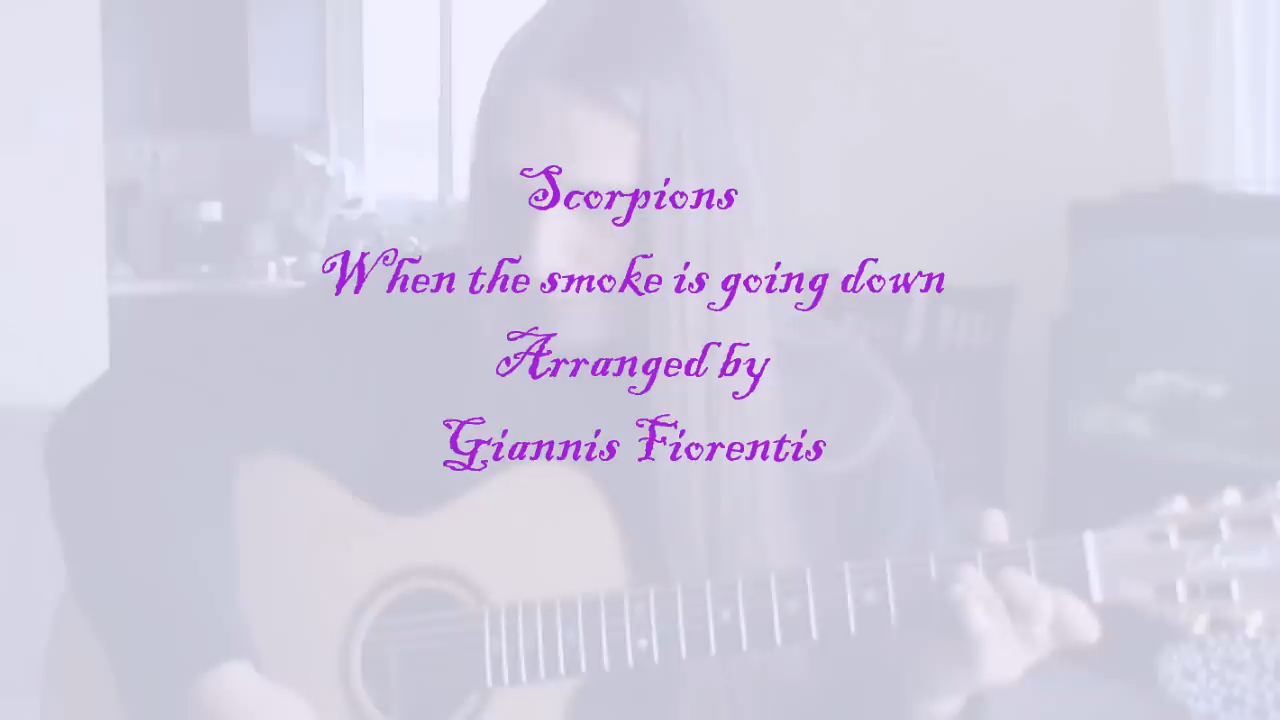 Scorpions
When the smoke is going down
Arranged by
Giannis Fiorentis